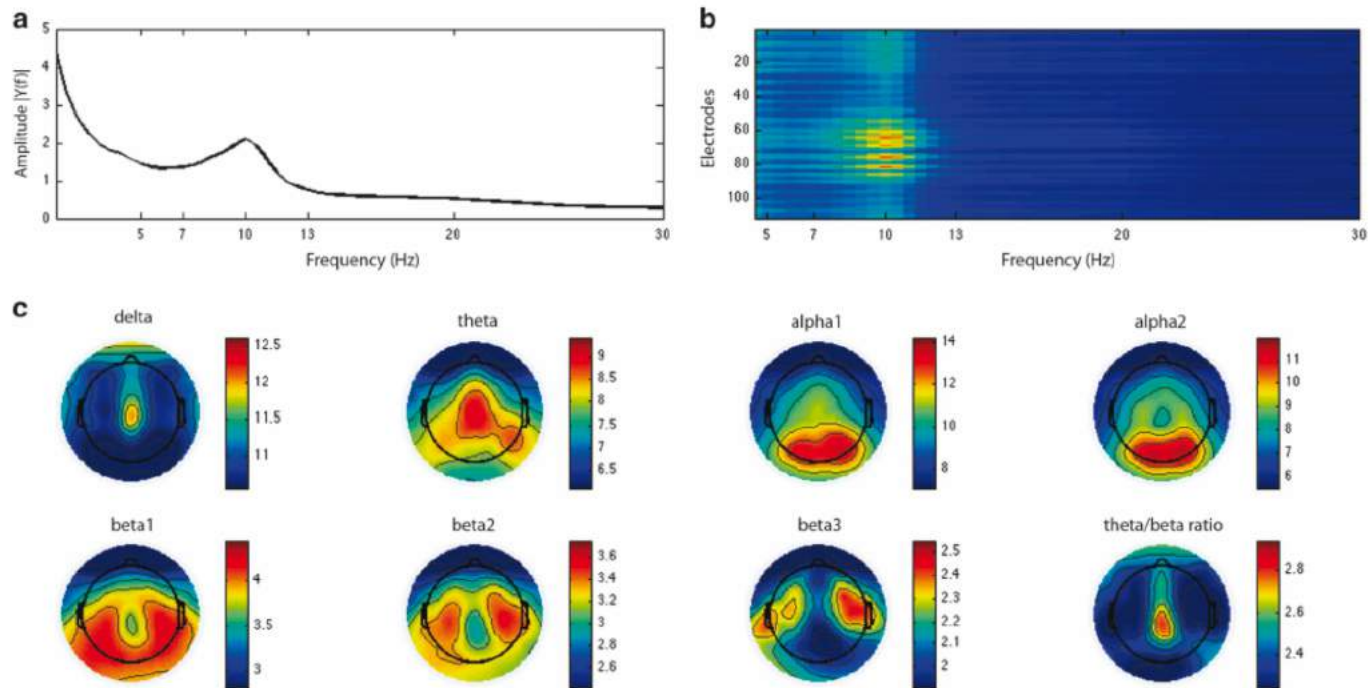 a
Amplitude |Y(f)|
5
4
3
2
1
0
5 7 10 13 20 30
Frequency (Hz)
b
Electrodes
20
40
60
80
100
5 7 10 13 20 30
Frequency (Hz)
c
delta
12.5
12
11.5
11
theta
9
8.5
8
7.5
7
6.5
alpha1
14
12
10
8
alpha2
11
10
9
8
7
6
beta1
4
3.5
3
beta2
3.6
3.4
3.2
3
2.8
2.6
beta3
2.5
2.4
2.3
2.2
2.1
2
theta/beta ratio
2.8
2.6
2.4